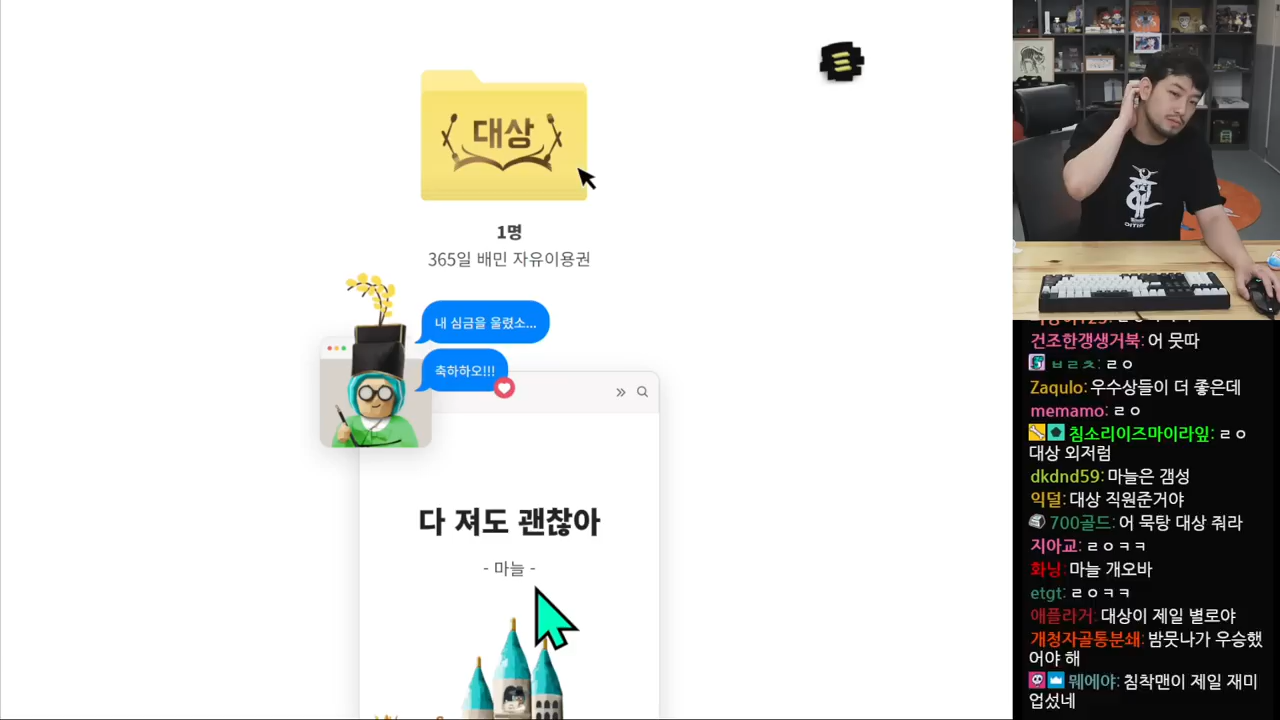 대상
1명
365일 배민 자유이용권
내 심금을 울렸소...
축하하오!!!
다 져도 괜찮아
- 마늘 -
건조한갱생거북: 어 뭇따
ㅂㄹㅊ: ㄹㅇ
Zaqulo: 우수상들이 더 좋은데
memamo: ㄹㅇ
침소리이즈마이라잎: ㄹㅇ
대상 외저럼
dkdnd59: 마늘은 갬성
익덜: 대상 직원준거야
700골드: 어 묵탕 대상 줘라
지아교: ㄹㅇㅋㅋ
화닝: 마늘 개오바
etgt: ㄹㅇㅋㅋ
애플라거: 대상이 제일 별로야
개청자골통분쇄: 밤뭇나가 우승했
어야 해
뭬에야: 침착맨이 제일 재미
업섰네